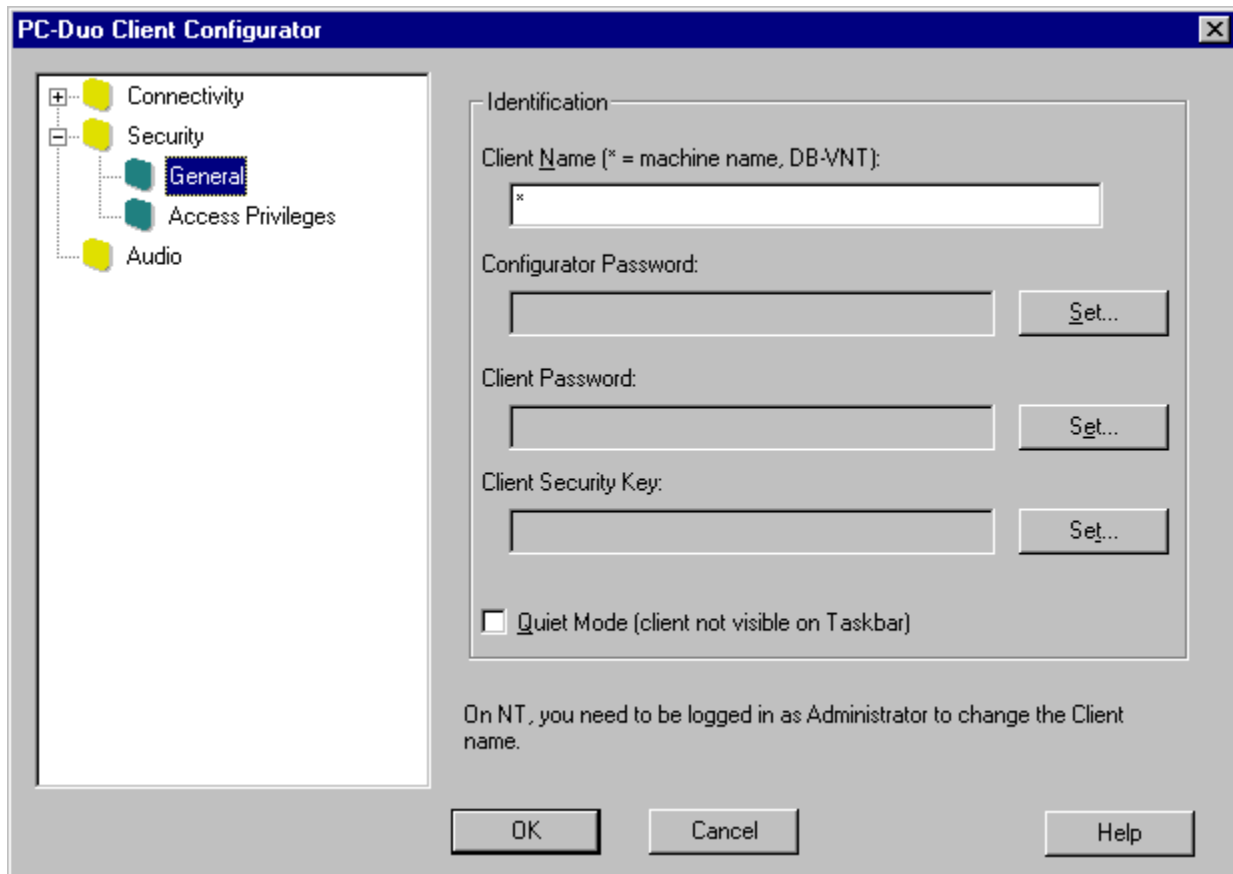 PC-Duo Client Configurator
Connectivity
Security
General
Access Privileges
Audio
Identification
Client Name (* = machine name, DB-VNT):
*
Configurator Password:
Set...
Client Password:
Set...
Client Security Key:
Set...
Quiet Mode (client not visible on Taskbar)
On NT, you need to be logged in as Administrator to change the Client
name.
OK
Cancel
Help